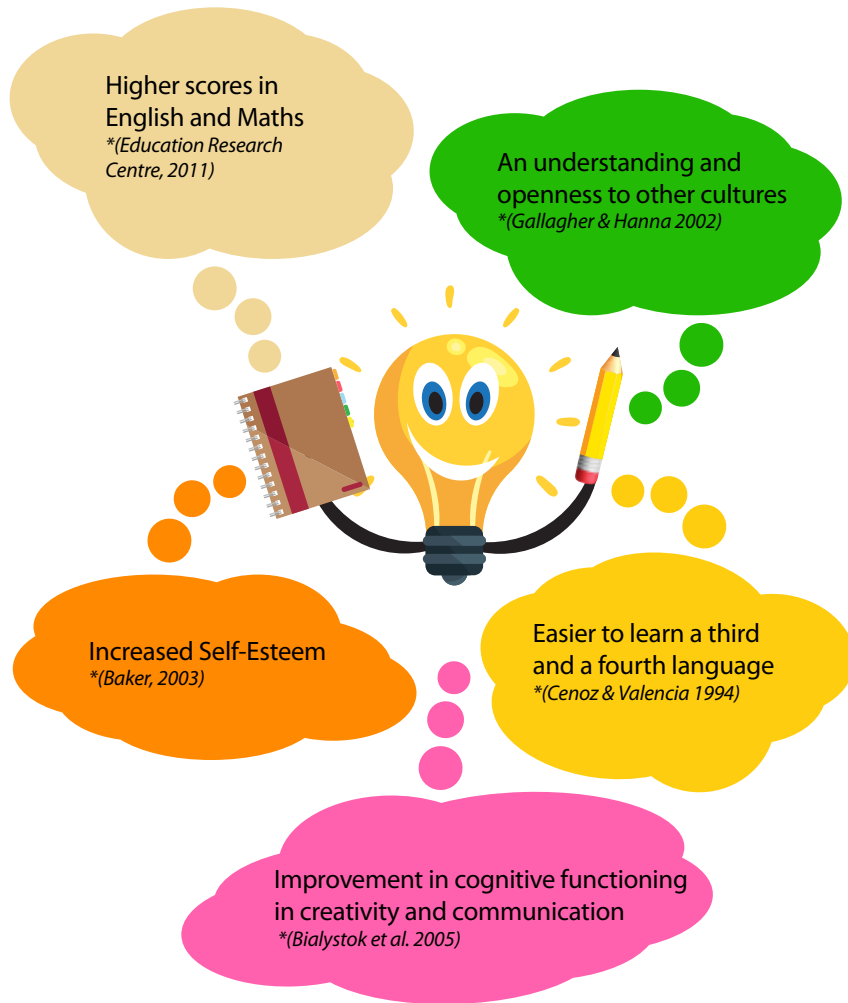 Higher scores in
English and Maths
*(Education Research
Centre, 2011)
An understanding and
openness to other cultures
*(Gallagher & Hanna 2002)
Increased Self-Esteem
*(Baker, 2003)
Easier to learn a third
and a fourth language
*(Cenoz & Valencia 1994)
Improvement in cognitive functioning
in creativity and communication
*(Bialystok et al. 2005)